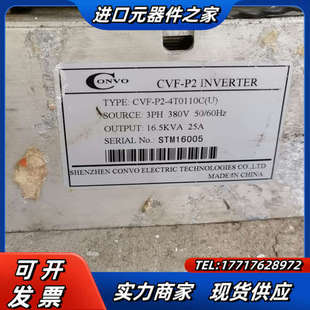 进口元器件之家
CONVO
CVF-P2 INVERTER
TYPE: CVF-P2-4T0110C(U)
SOURCE: 3PH 380V 50/60Hz
OUTPUT: 16.5KVA 25A
SERIAL No. STM16005
SHENZHEN CONVO ELECTRIC TECHNOLOGIES CO.,LTD
MADE IN CHINA
可开发票
TEL:17717628972
实力商家 现货供应